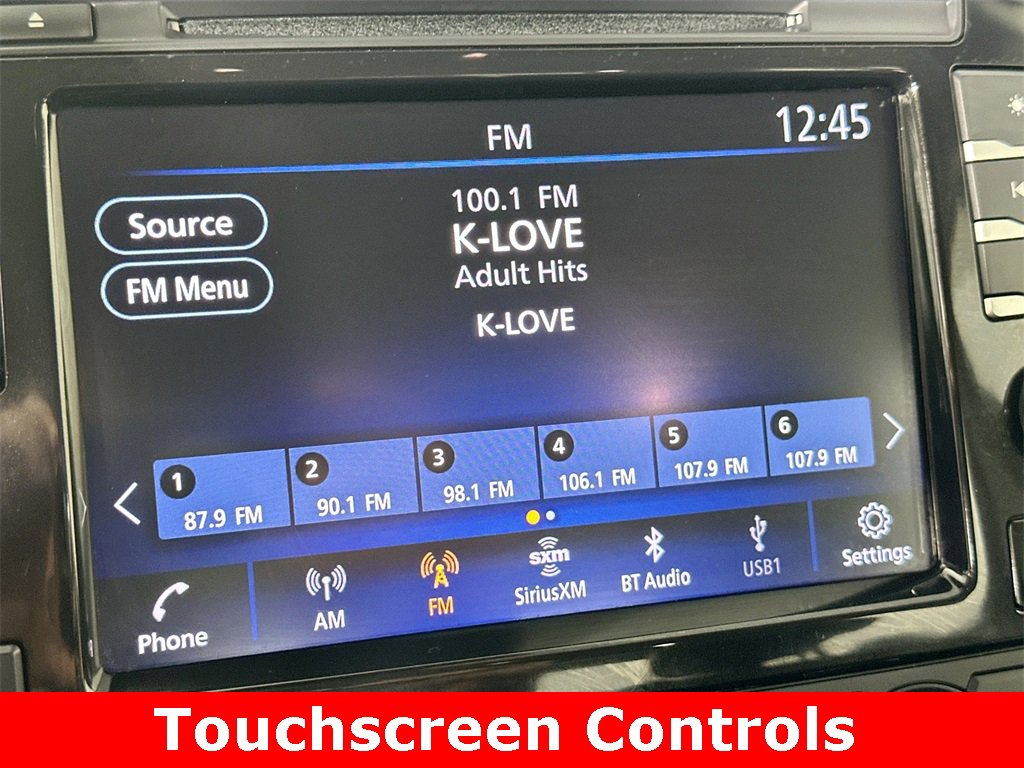 FM
12:45
Source
100.1 FM
K-LOVE
FM Menu
Adult Hits
K-LOVE
1
2
3
4
5
6
87.9 FM
90.1 FM
98.1 FM
106.1 FM
107.9 FM
107.9 FM
Phone
AM
FM
sxm
SiriusXM
BT Audio
USB1
Settings
Touchscreen Controls